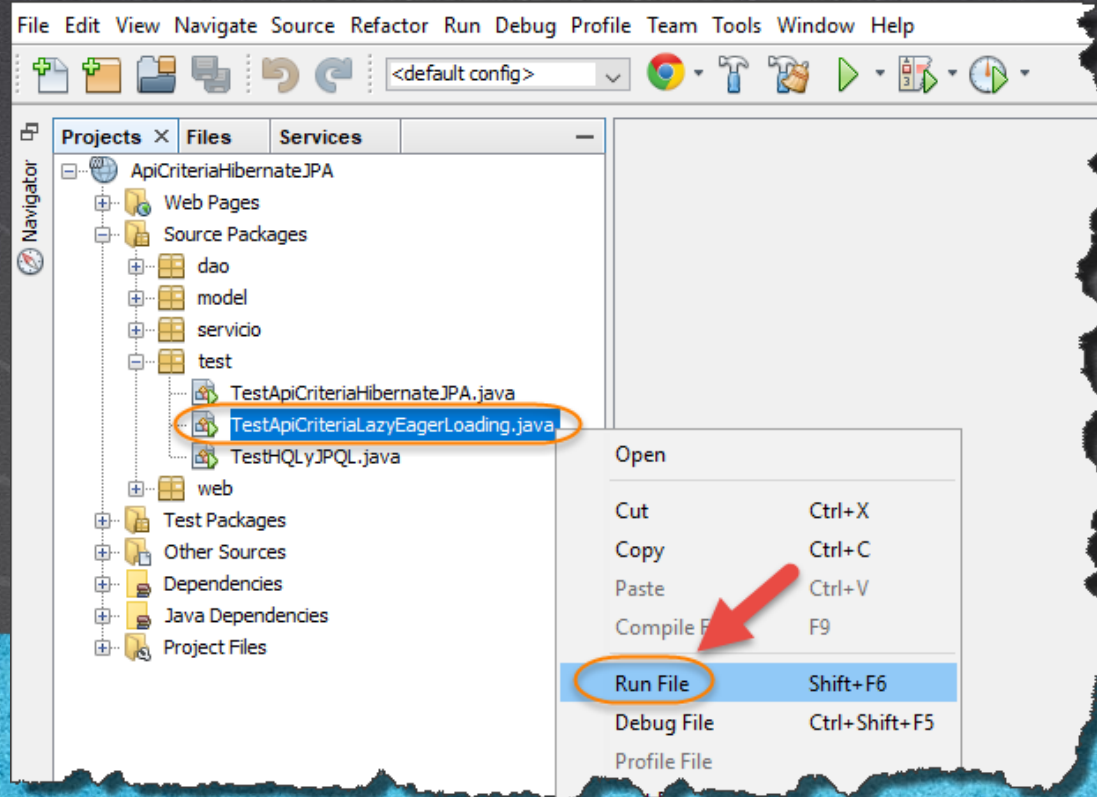 File Edit View Navigate Source Refactor Run Debug Profile Team Tools Window Help
<default config>
Projects Files Services
Navigator
ApiCriteriaHibernateJPA
Web Pages
Source Packages
dao
model
servicio
test
TestApiCriteriaHibernateJPA.java
TestApiCriteriaLazyEagerLoading.java
TestHQLyJPQL.java
web
Test Packages
Other Sources
Dependencies
Java Dependencies
Project Files
Open
Cut Ctrl+X
Copy Ctrl+C
Paste Ctrl+V
Compile F9
Run File Shift+F6
Debug File Ctrl+Shift+F5
Profile File